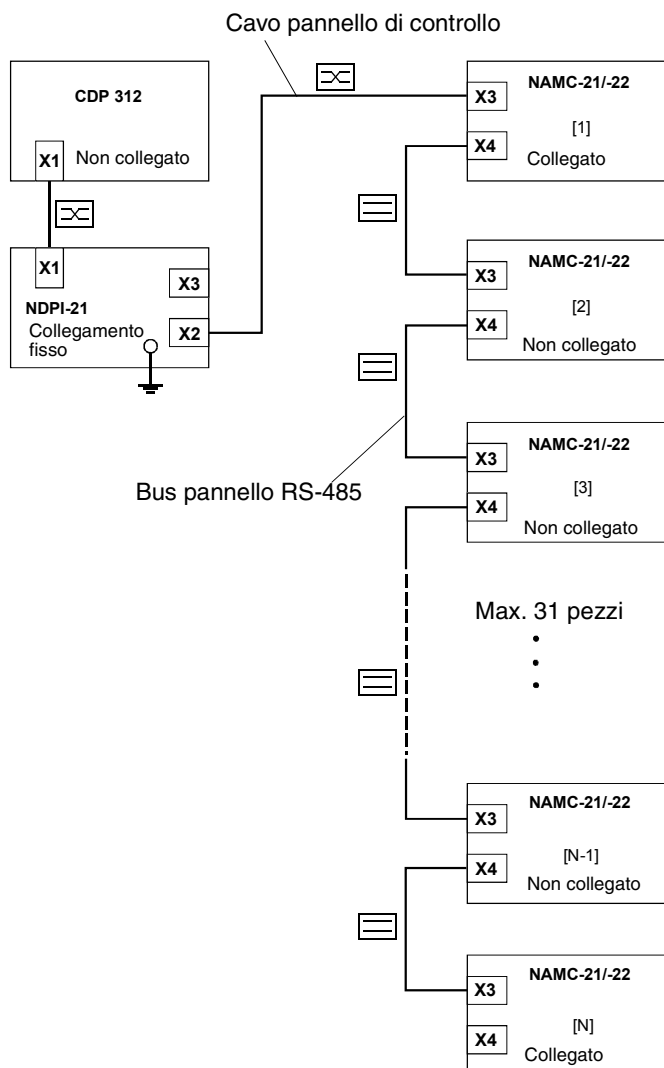 Cavo pannello di controllo
CDP 312
X1
Non collegato
X1
X3
NDPI-21
Collegamento
fisso
X2
X3
NAMC-21/-22
[1]
X4
Collegato
NAMC-21/-22
X3
[2]
X4
Non collegato
NAMC-21/-22
X3
[3]
X4
Non collegato
Bus pannello RS-485
Max. 31 pezzi
NAMC-21/-22
X3
[N-1]
X4
Non collegato
NAMC-21/-22
X3
[N]
X4
Collegato